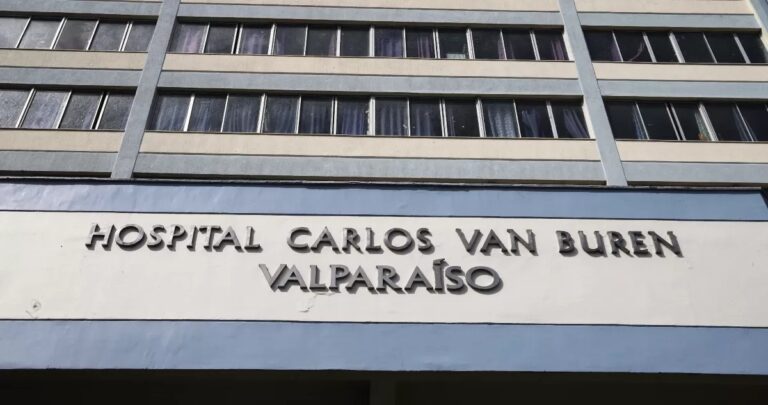 HOSPITAL CARLOS VAN BUREN
VALPARAÍSO